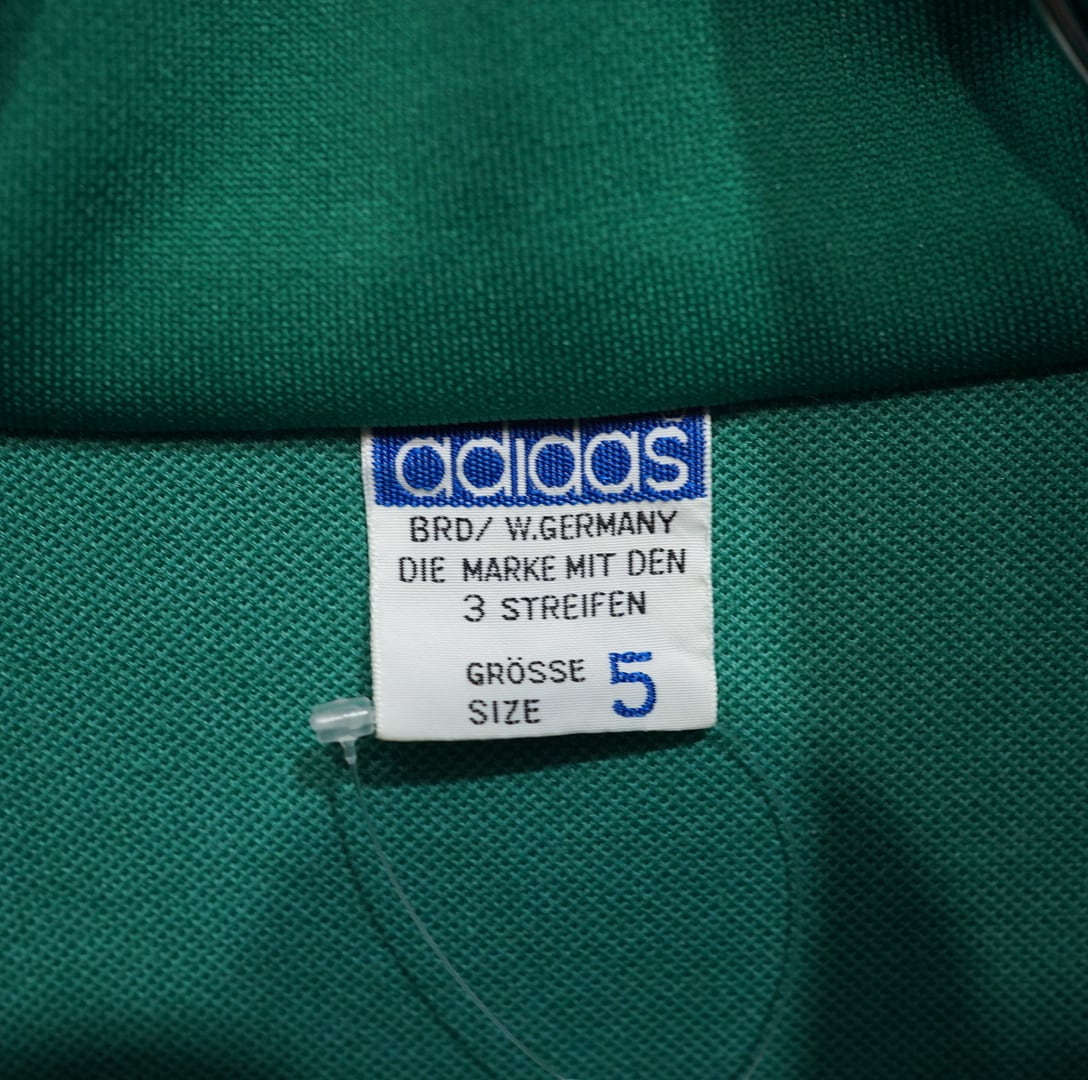 adidas
BRD/ W.GERMANY
DIE MARKE MIT DEN
3 STREIFEN
GRÖSSE
SIZE 5